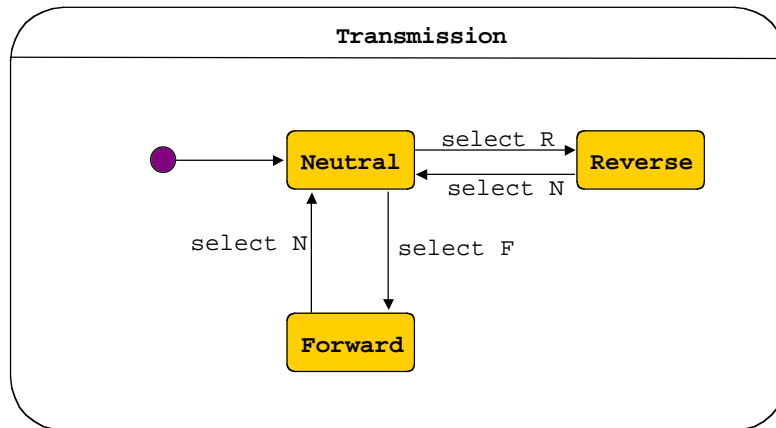 Transmission
select R
Neutral
Reverse
select N
select N
select F
Forward